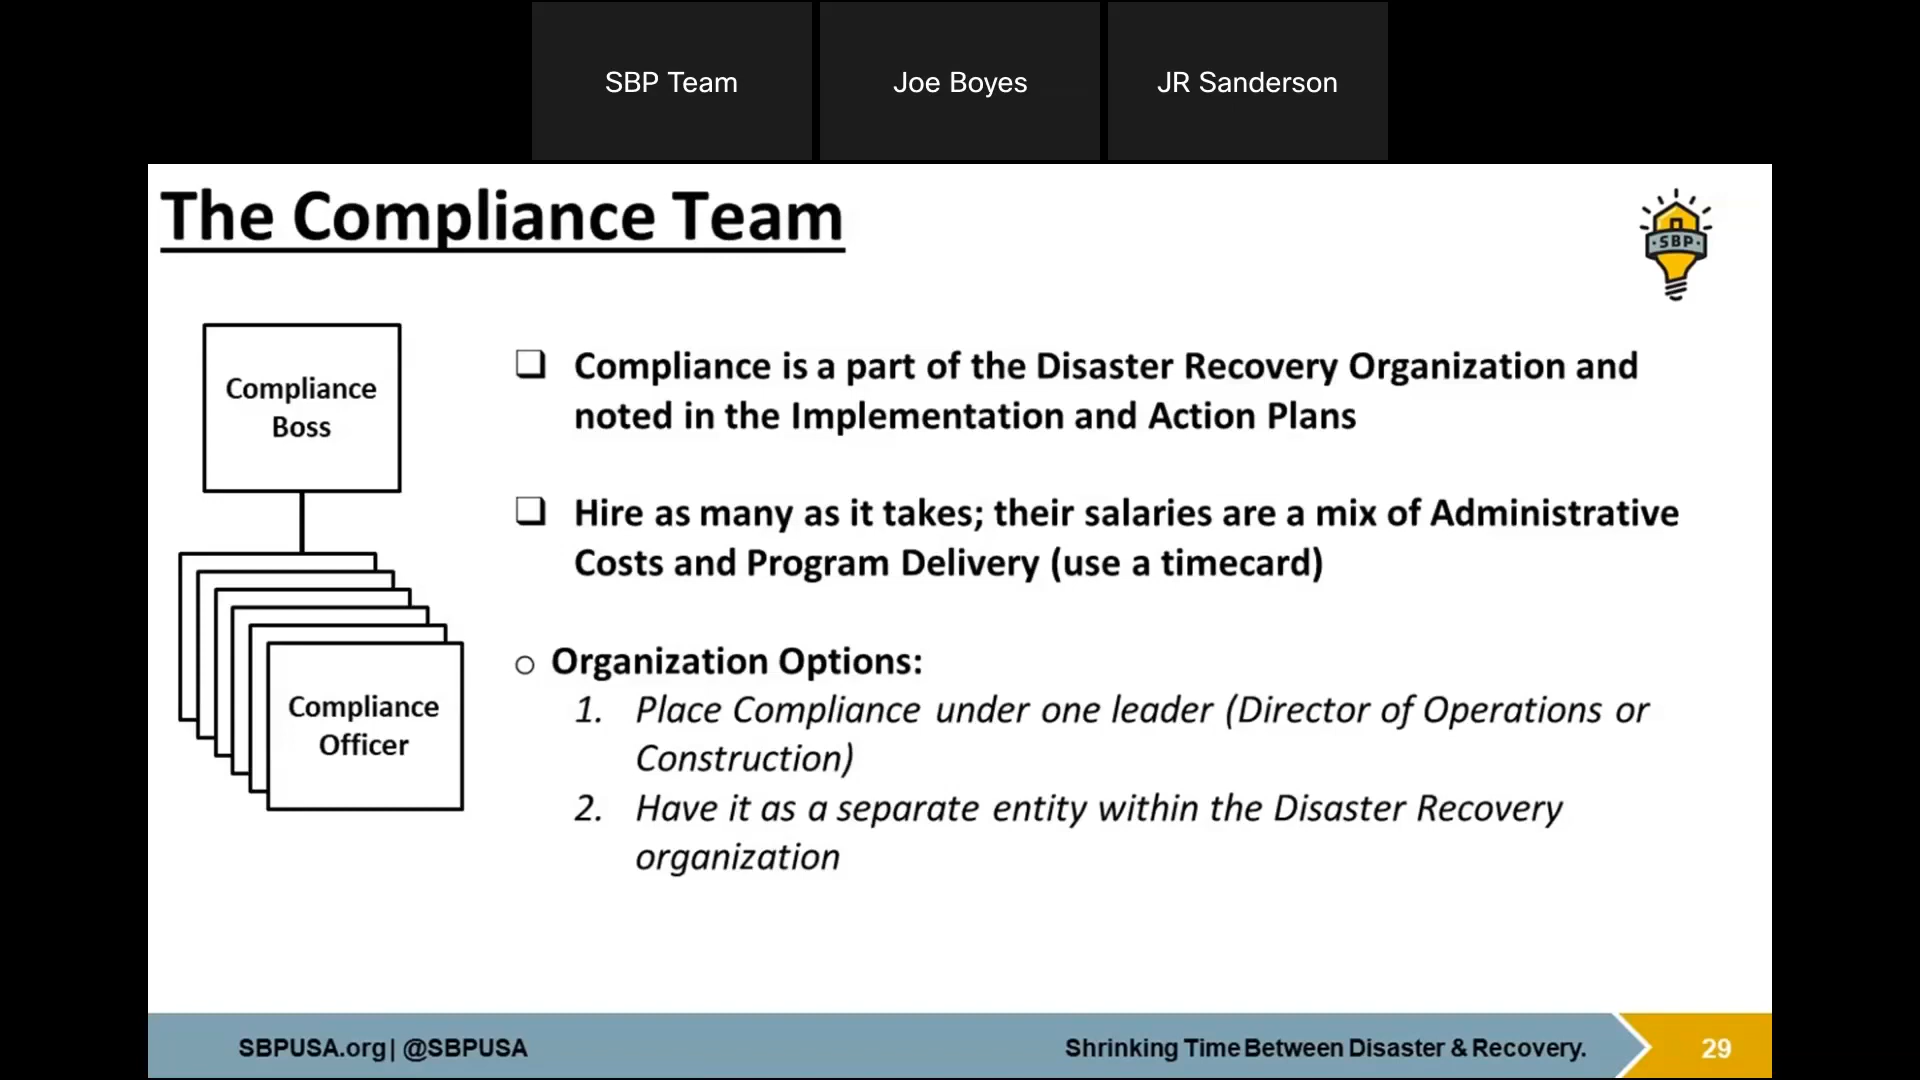 SBP Team
Joe Boyes
JR Sanderson
The Compliance Team
·SBP·
Compliance
Boss
Compliance
Officer
❑ Compliance is a part of the Disaster Recovery Organization and
noted in the Implementation and Action Plans
❑ Hire as many as it takes; their salaries are a mix of Administrative
Costs and Program Delivery (use a timecard)
○ Organization Options:
1. Place Compliance under one leader (Director of Operations or
Construction)
2. Have it as a separate entity within the Disaster Recovery
organization
SBPUSA.org| @SBPUSA
Shrinking Time Between Disaster & Recovery.
29